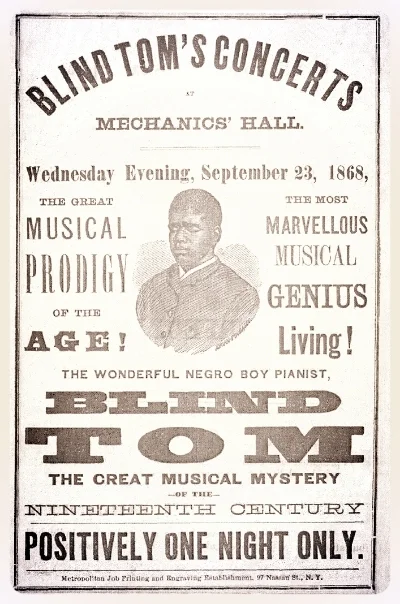 BLIND TOM'S CONCERTS
AT
MECHANICS' HALL.
Wednesday Evening, September 23, 1868,
THE GREAT
MUSICAL
PRODIGY
OF THE
AGE!
THE MOST
MARVELLOUS
MUSICAL
GENIUS
Living!
THE WONDERFUL NEGRO BOY PIANIST,
BLIND
TOM
THE GREAT MUSICAL MYSTERY
—OF THE—
NINETEENTH CENTURY
POSITIVELY ONE NIGHT ONLY.
Metropolitan Job Printing and Engraving Establishment, 97 Nassau St., N. Y.